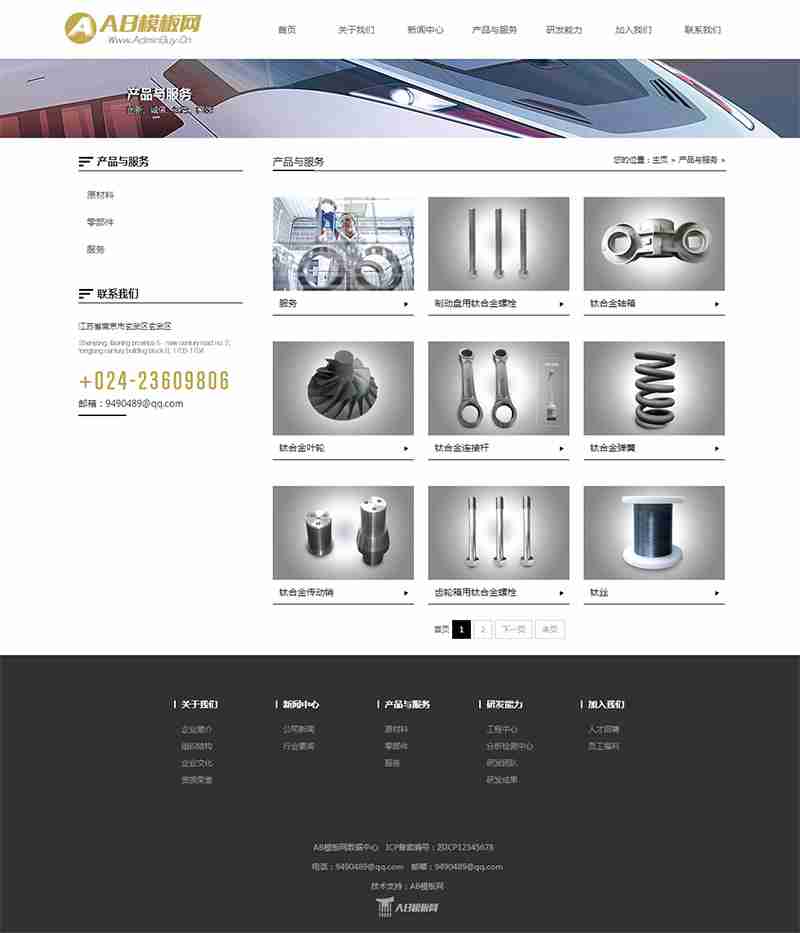 AB模板网
Www.AdminBuy.Cn
首页 关于我们 新闻中心 产品与服务 研发能力 加入我们 联系我们
产品与服务
产品与服务
原材料
零部件
服务
联系我们
江苏省南京市玄武区玄武区
Shenyang, liaoning province 5 - new century road no. 2,
+024-23609806
邮箱：9490489@qq.com
产品与服务
您的位置：主页 > 产品与服务 >
服务
制动盘用钛合金螺栓
钛合金轴箱
钛合金叶轮
钛合金连接杆
钛合金弹簧
钛合金传动销
齿轮箱用钛合金螺栓
钛丝
首页 1 2 下一页 末页
关于我们
企业简介
组织结构
企业文化
资质荣誉
新闻中心
公司新闻
行业要闻
产品与服务
原材料
零部件
服务
研发能力
工程中心
分析检测中心
研发团队
研发成果
加入我们
人才招聘
员工福利
AB模板网数据中心 ICP备案编号：苏ICP12345678
电话：9490489@qq.com 邮箱：9490489@qq.com
技术支持：AB模板网
AB模板网